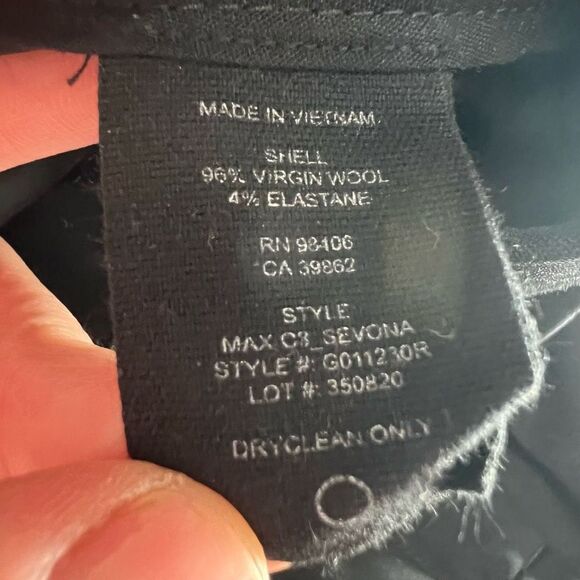 MADE IN VIETNAM
SHELL
96% VIRGIN WOOL
4% ELASTANE
RN 98106
CA 39862
STYLE
MAX C3_SEVONA
STYLE #: G011230R
LOT #: 350820
DRYCLEAN ONLY